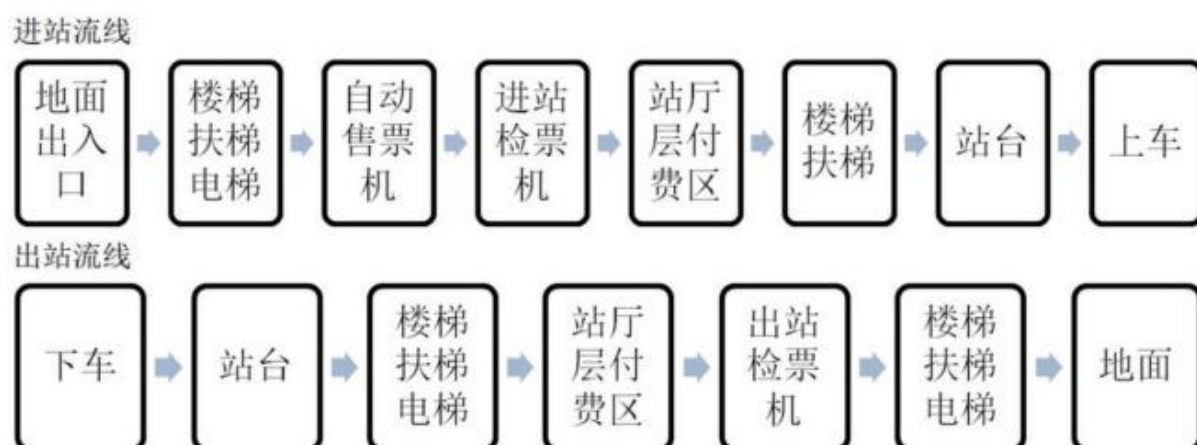 进站流线
地面
出入
口
楼梯
扶梯
电梯
自动
售票
机
进站
检票
机
站厅
层付
费区
楼梯
扶梯
站台
上车
出站流线
下车
站台
楼梯
扶梯
电梯
站厅
层付
费区
出站
检票
机
楼梯
扶梯
电梯
地面